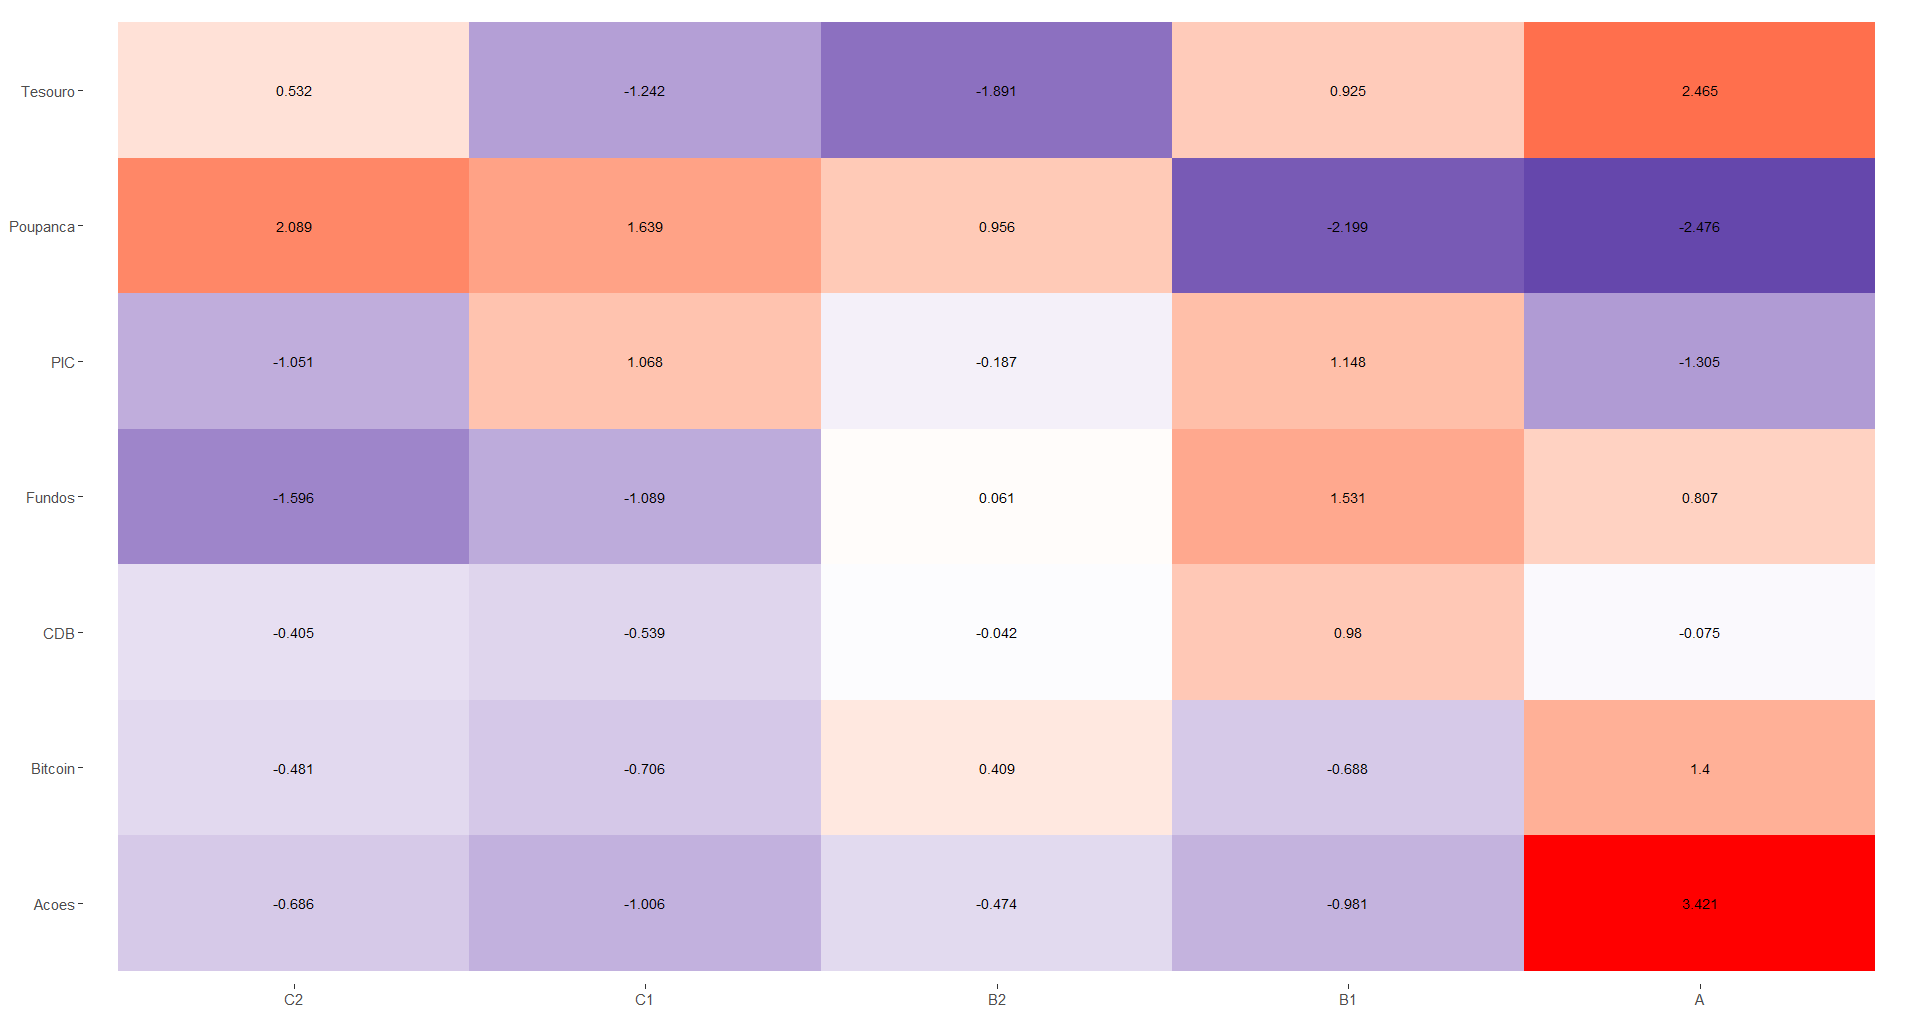 Tesouro 0.532 -1.242 -1.891 0.925 2.465
Poupanca 2.089 1.639 0.956 -2.199 -2.476
PIC -1.051 1.068 -0.187 1.148 -1.305
Fundos -1.596 -1.089 0.061 1.531 0.807
CDB -0.405 -0.539 -0.042 0.98 -0.075
Bitcoin -0.481 -0.706 0.409 -0.688 1.4
Acoes -0.686 -1.006 -0.474 -0.981 3.421
C2 C1 B2 B1 A